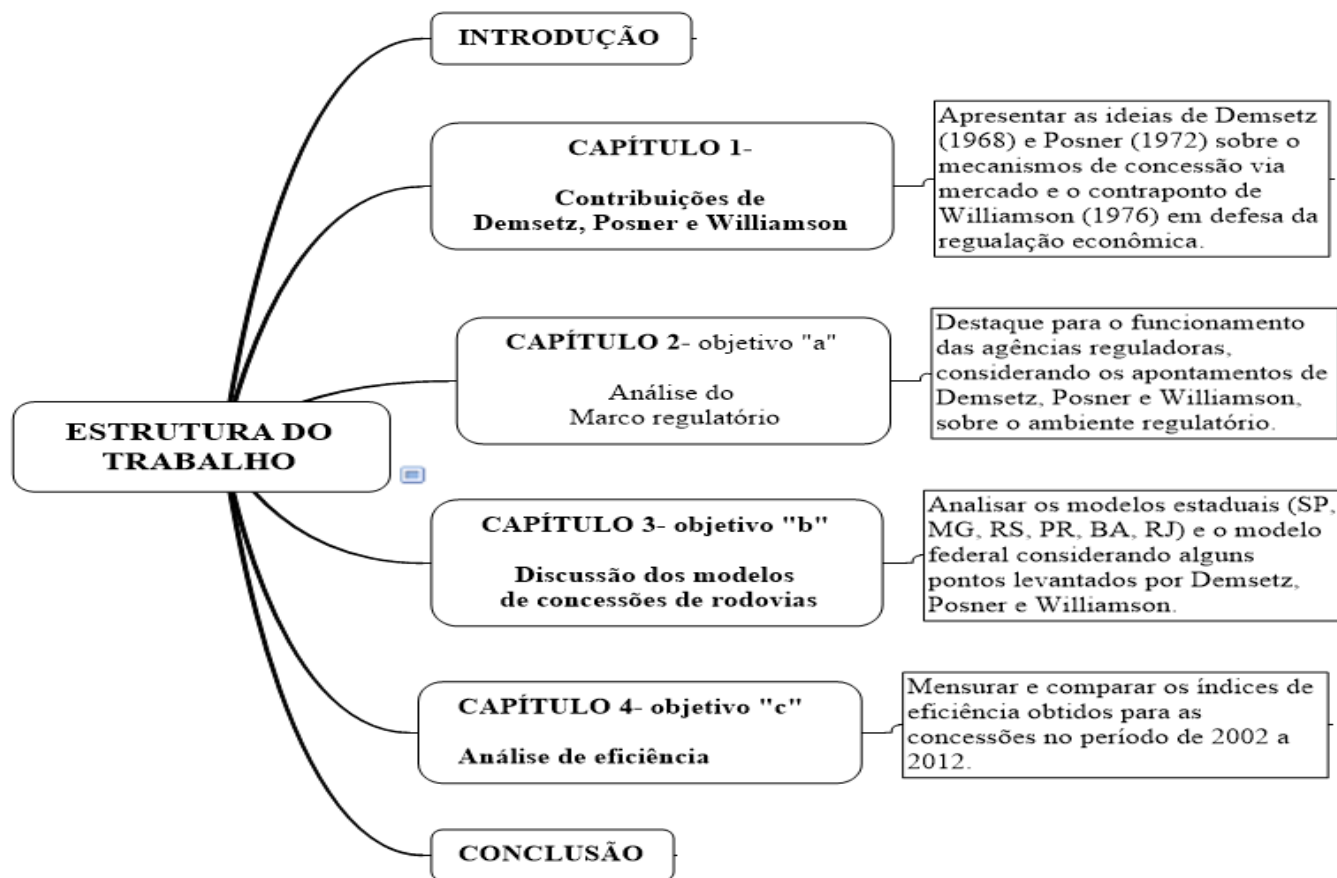 INTRODUÇÃO
CAPÍTULO 1-
Contribuições de
Demsetz, Posner e Williamson
Apresentar as ideias de Demsetz
(1968) e Posner (1972) sobre o
mecanismos de concessão via
mercado e o contraponto de
Williamson (1976) em defesa da
regualação econômica.
CAPÍTULO 2- objetivo "a"
Análise do
Marco regulatório
Destaque para o funcionamento
das agências reguladoras,
considerando os apontamentos de
Demsetz, Posner e Williamson,
sobre o ambiente regulatório.
ESTRUTURA DO
TRABALHO
CAPÍTULO 3- objetivo "b"
Discussão dos modelos
de concessões de rodovias
Analisar os modelos estaduais (SP,
MG, RS, PR, BA, RJ) e o modelo
federal considerando alguns
pontos levantados por Demsetz,
Posner e Williamson.
CAPÍTULO 4- objetivo "c"
Análise de eficiência
Mensurar e comparar os índices de
eficiência obtidos para as
concessões no período de 2002 a
2012.
CONCLUSÃO